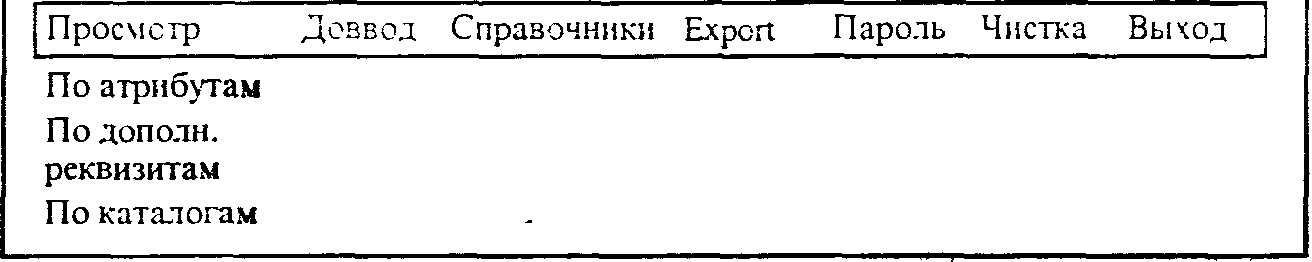 Просмотр Доввод Справочники Export Пароль Чистка Выход
По атрибутам
По дополн.
реквизитам
По каталогам